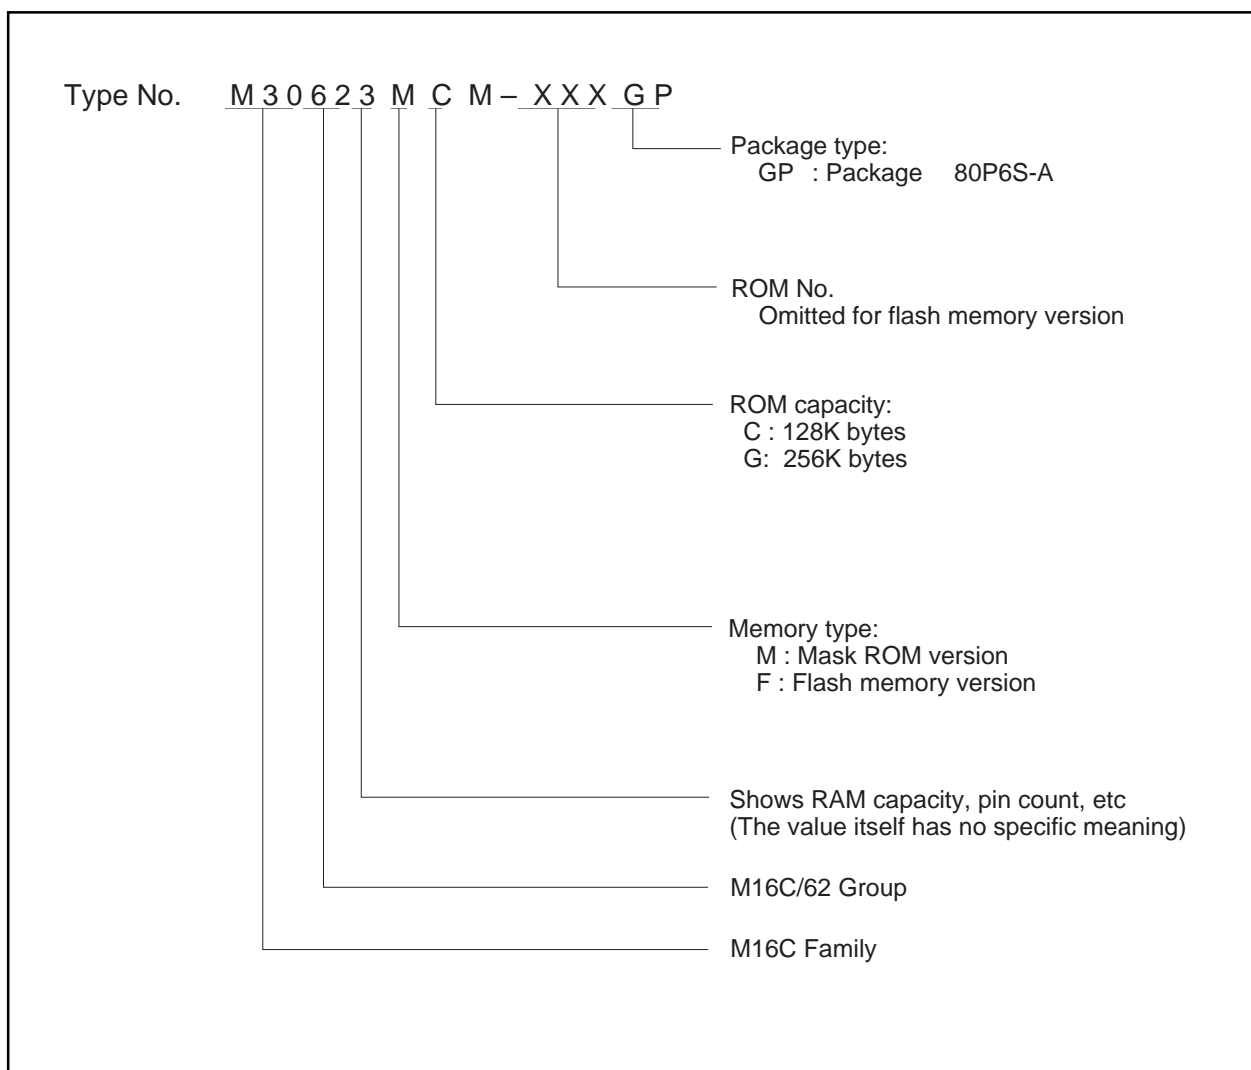 Type No. M 3 0 6 2 3 M C M – X X X G P
Package type:
GP : Package 80P6S-A
ROM No.
Omitted for flash memory version
ROM capacity:
C : 128K bytes
G: 256K bytes
Memory type:
M : Mask ROM version
F : Flash memory version
Shows RAM capacity, pin count, etc
(The value itself has no specific meaning)
M16C/62 Group
M16C Family